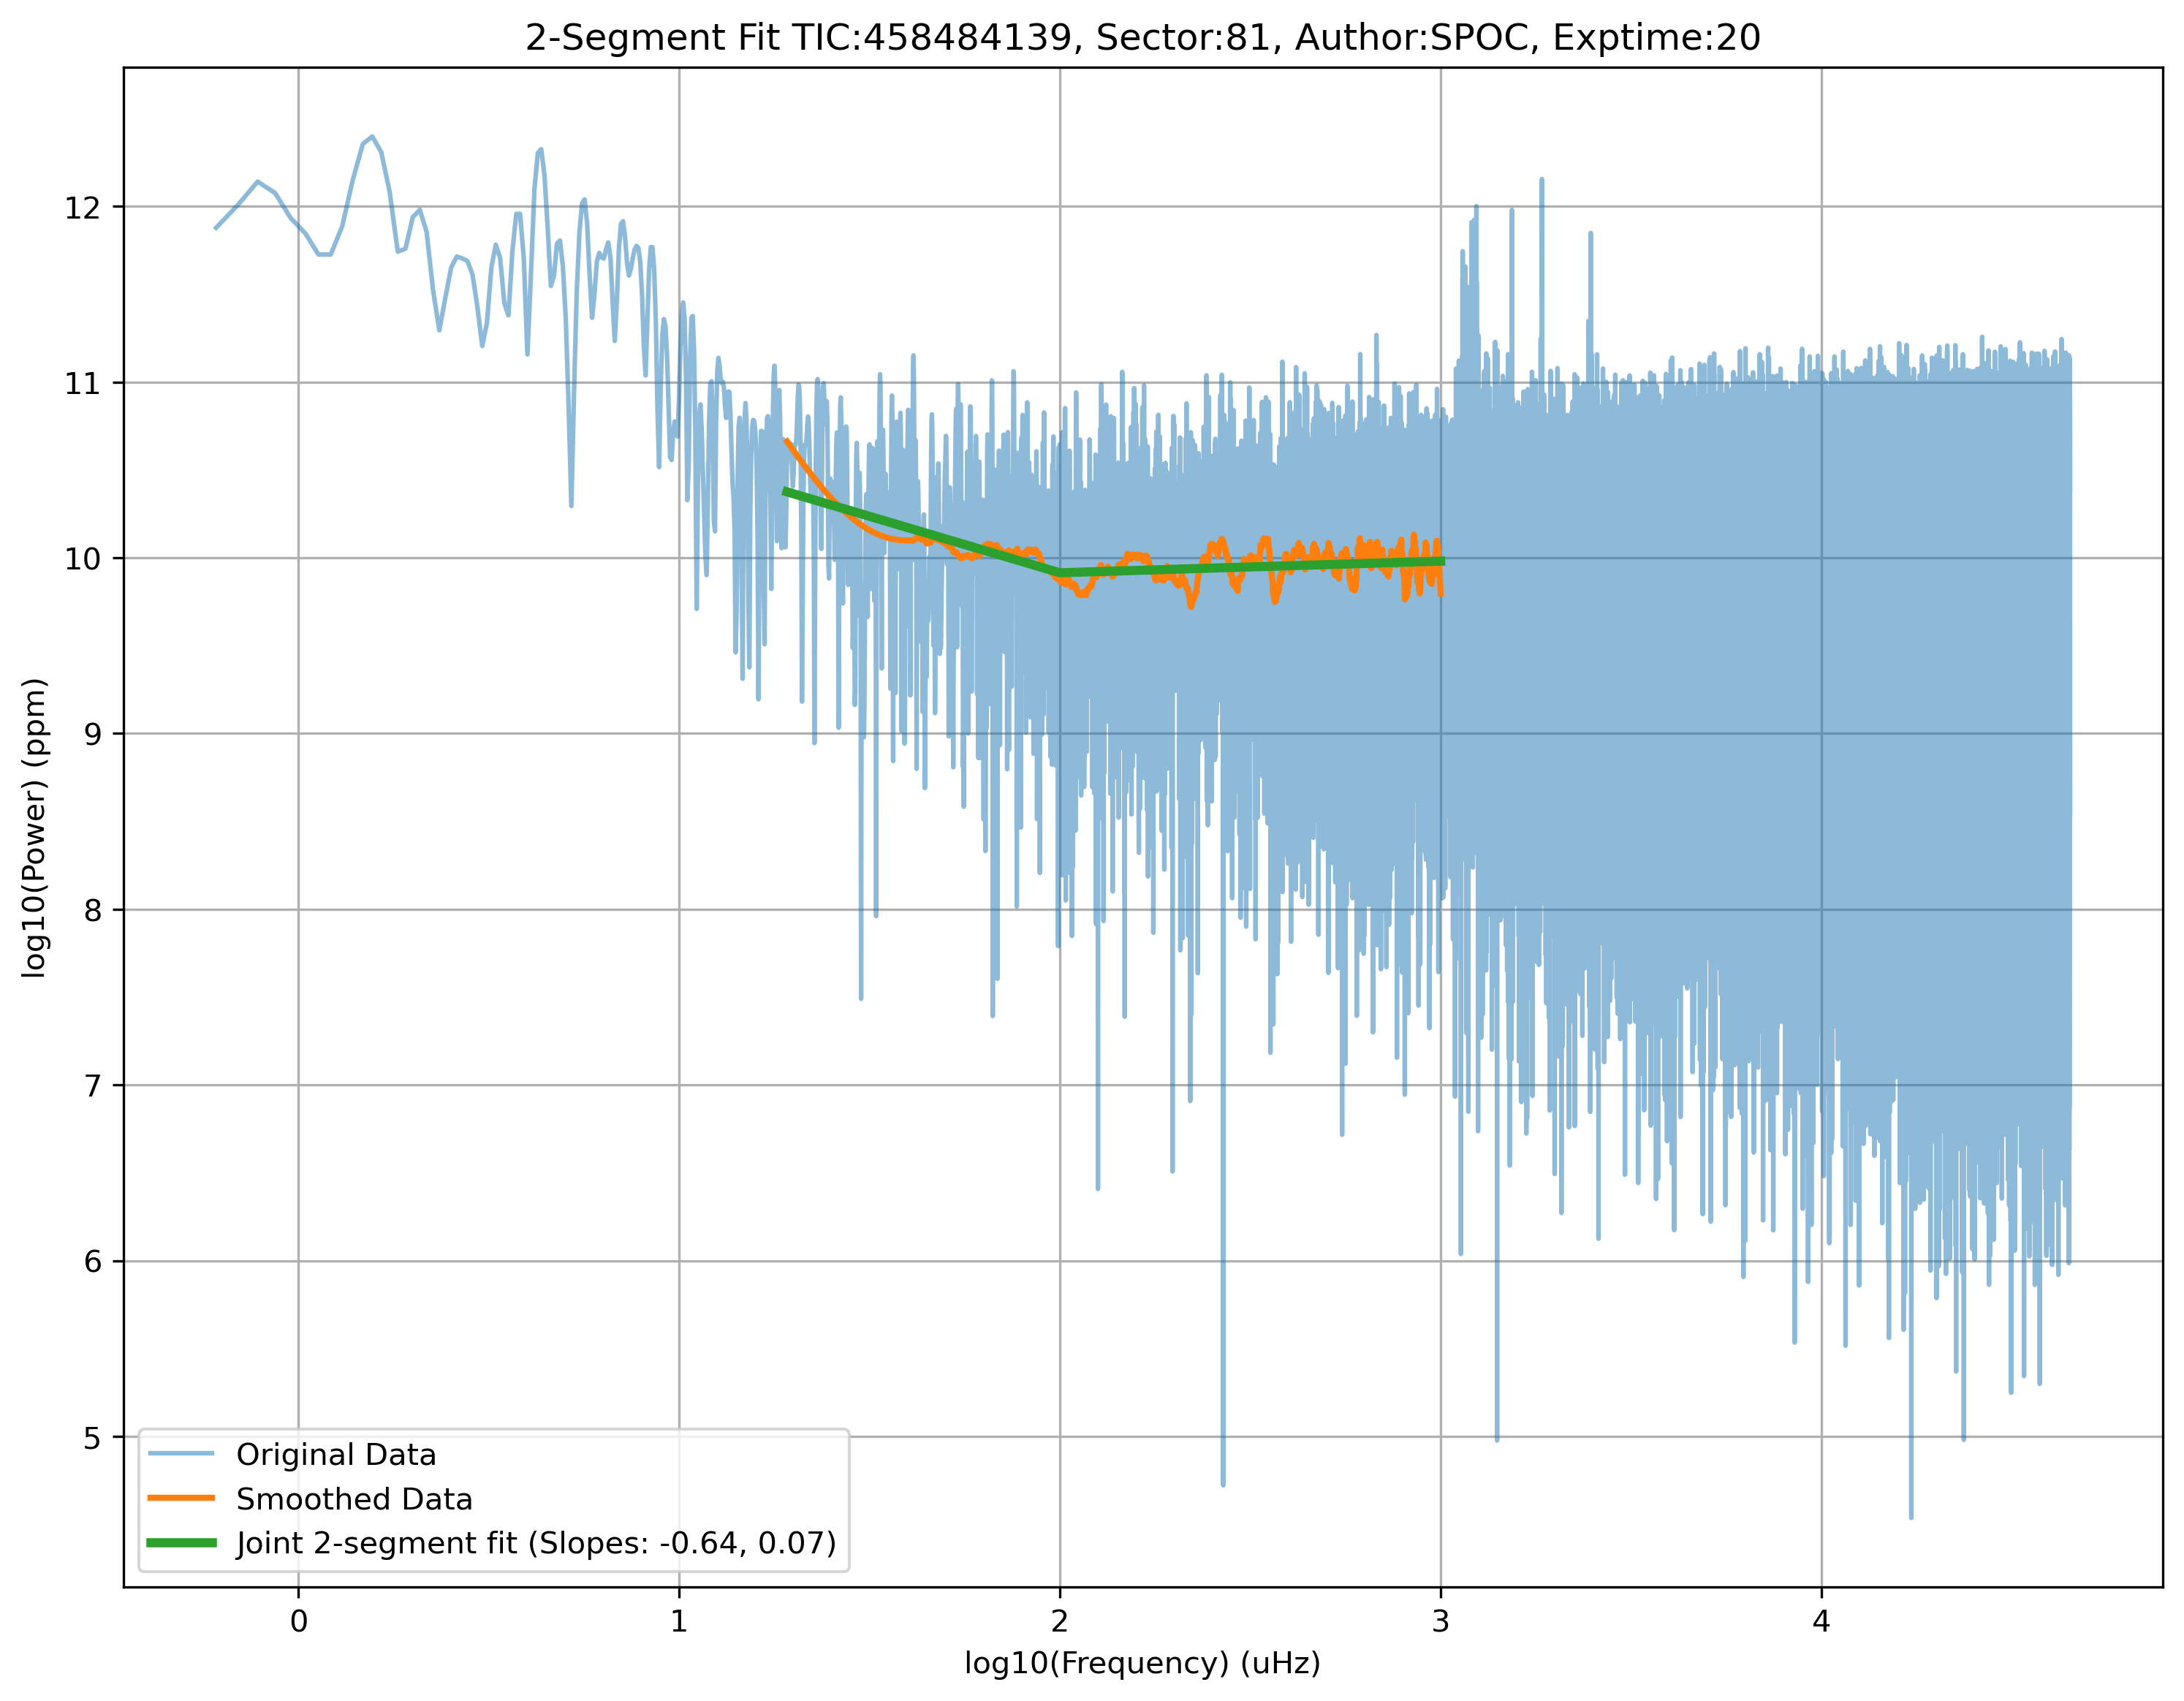 2-Segment Fit TIC:458484139, Sector:81, Author:SPOC, Exptime:20
log10(Power) (ppm)
12
11
10
9
8
7
6
5
Original Data
Smoothed Data
Joint 2-segment fit (Slopes: -0.64, 0.07)
0 1 2 3 4
log10(Frequency) (uHz)